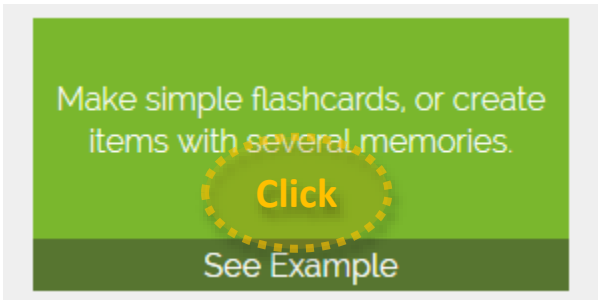 Make simple flashcards, or create
items with several memories.
Click
See Example